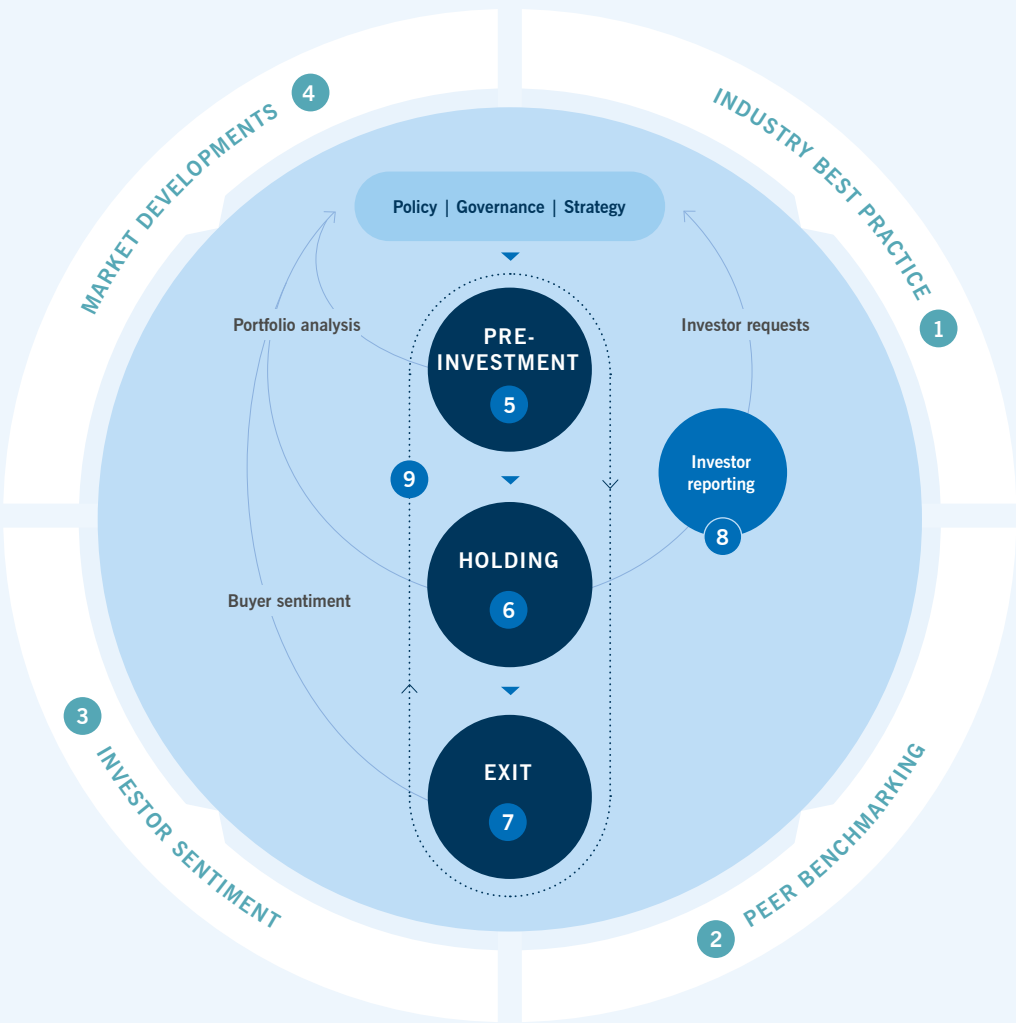 MARKET DEVELOPMENTS
4
INDUSTRY BEST PRACTICE
1
Policy | Governance | Strategy
Portfolio analysis
Investor requests
PRE-
INVESTMENT
5
9
Investor
reporting
8
HOLDING
6
Buyer sentiment
EXIT
7
3
INVESTOR SENTIMENT
PEER BENCHMARKING
2